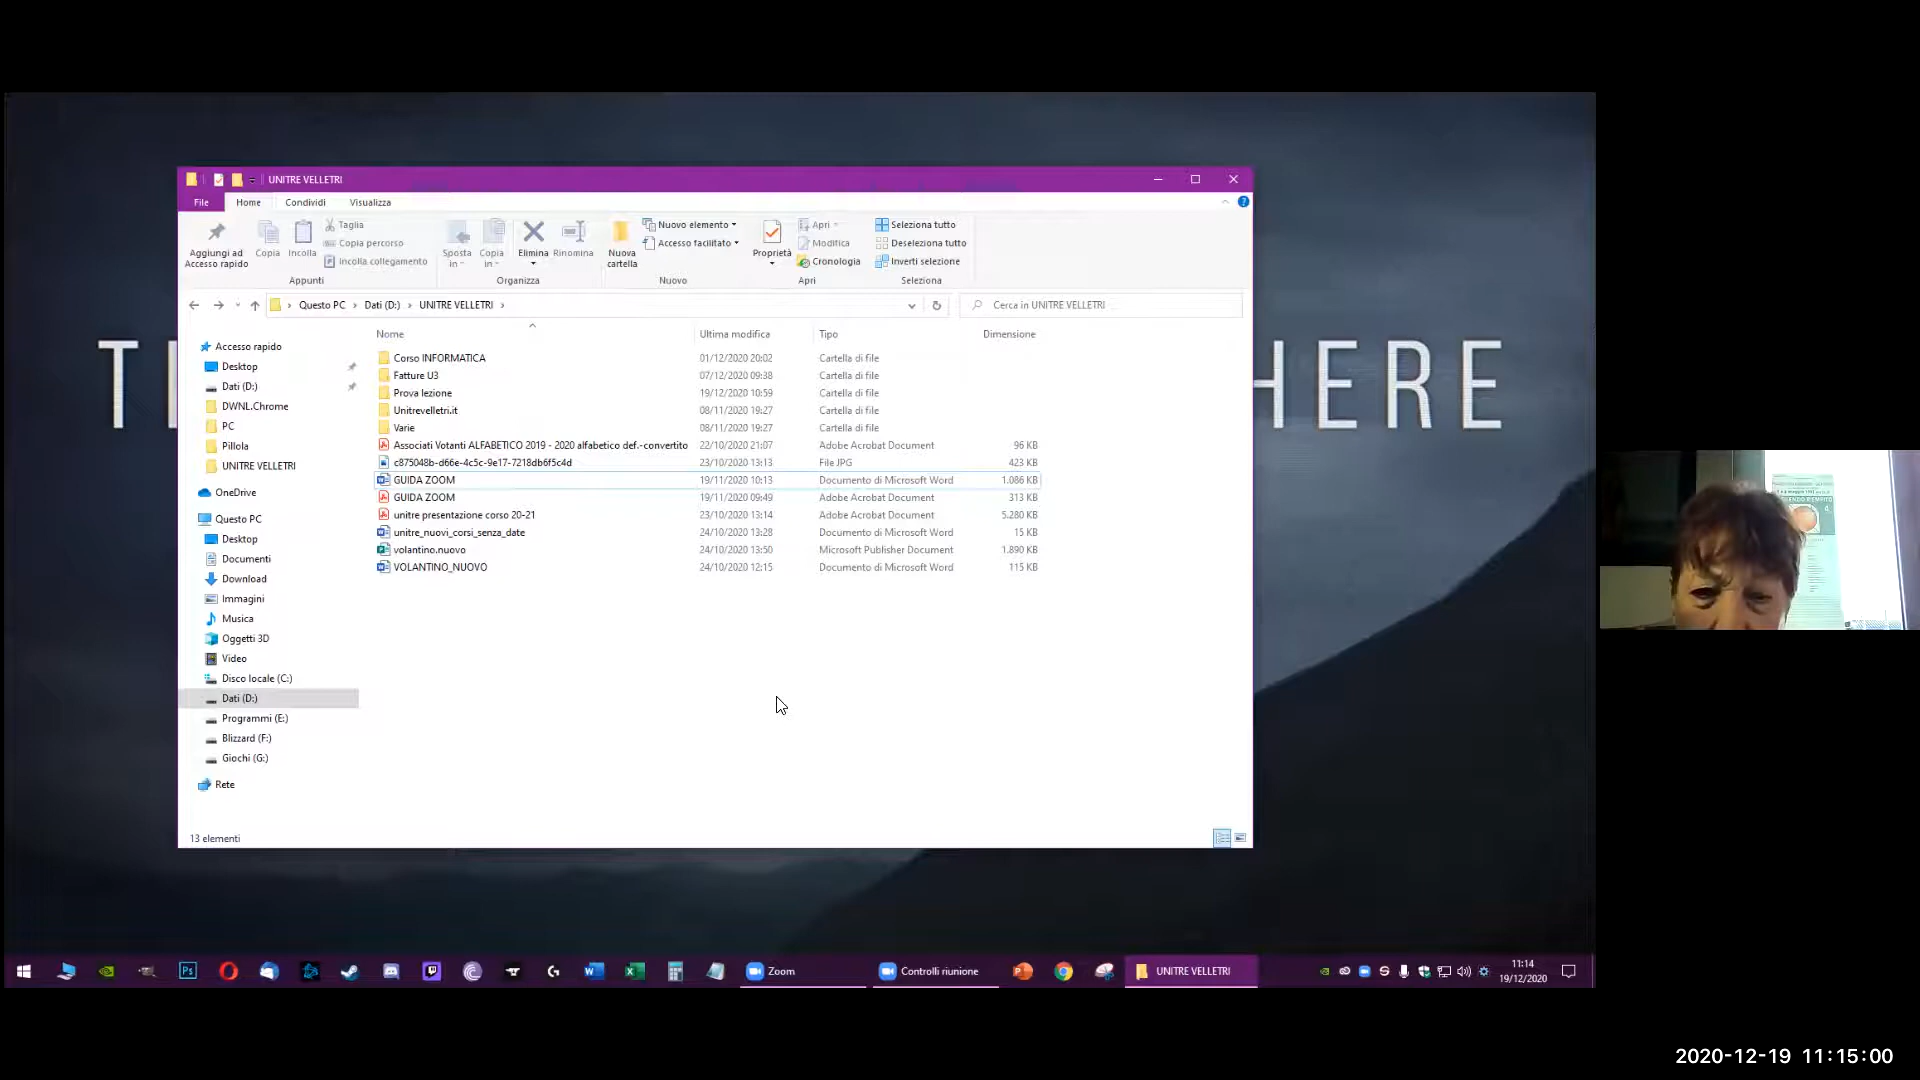 UNITRE VELLETRI
File Home Condividi Visualizza
Aggiungi ad Accesso rapido
Copia
Incolla
Taglia
Copia percorso
Incolla collegamento
Appunti
Sposta in
Copia in
Elimina
Rinomina
Organizza
Nuova cartella
Nuovo elemento
Accesso facilitato
Nuovo
Proprietà
Apri
Modifica
Cronologia
Apri
Seleziona tutto
Deseleziona tutto
Inverti selezione
Seleziona
Questo PC > Dati (D:) > UNITRE VELLETRI >
Cerca in UNITRE VELLETRI
Accesso rapido
Desktop
Dati (D:)
DWNL.Chrome
PC
Pillola
UNITRE VELLETRI
OneDrive
Questo PC
Desktop
Documenti
Download
Immagini
Musica
Oggetti 3D
Video
Disco locale (C:)
Dati (D:)
Programmi (E:)
Blizzard (F:)
Giochi (G:)
Rete
Nome Ultima modifica Tipo Dimensione
Corso INFORMATICA 01/12/2020 20:02 Cartella di file
Fatture U3 07/12/2020 09:38 Cartella di file
Prova lezione 19/12/2020 10:59 Cartella di file
Unitrevelletri.it 08/11/2020 19:27 Cartella di file
Varie 08/11/2020 19:27 Cartella di file
Associati Votanti ALFABETICO 2019 - 2020 alfabetico def.-convertito 22/10/2020 21:07 Adobe Acrobat Document 96 KB
c875048b-d66e-4c5c-9e17-7218db6f5c4d 23/10/2020 13:13 File JPG 423 KB
GUIDA ZOOM 19/11/2020 10:13 Documento di Microsoft Word 1.086 KB
GUIDA ZOOM 19/11/2020 09:49 Adobe Acrobat Document 313 KB
unitre presentazione corso 20-21 23/10/2020 13:14 Adobe Acrobat Document 5.280 KB
unitre_nuovi_corsi_senza_date 24/10/2020 13:28 Documento di Microsoft Word 15 KB
volantino.nuovo 24/10/2020 13:50 Microsoft Publisher Document 1.890 KB
VOLANTINO_NUOVO 24/10/2020 12:15 Documento di Microsoft Word 115 KB
13 elementi
HERE
Ps
Zoom
Controlli riunione
UNITRE VELLETRI
11:14
19/12/2020
2020-12-19 11:15:00